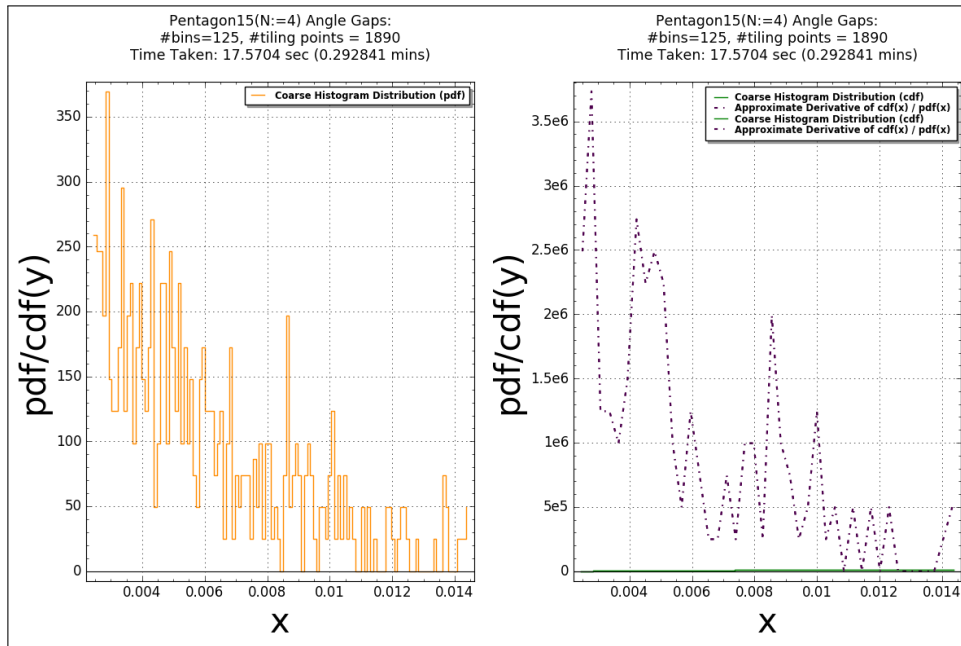 Pentagon15(N:=4) Angle Gaps:
#bins=125, #tiling points = 1890
Time Taken: 17.5704 sec (0.292841 mins)
Coarse Histogram Distribution (pdf)
350
300
250
200
150
100
50
0
pdf/cdf(y)
0.004
0.006
0.008
0.01
0.012
0.014
x
Pentagon15(N:=4) Angle Gaps:
#bins=125, #tiling points = 1890
Time Taken: 17.5704 sec (0.292841 mins)
Coarse Histogram Distribution (cdf)
Approximate Derivative of cdf(x) / pdf(x)
Coarse Histogram Distribution (cdf)
Approximate Derivative of cdf(x) / pdf(x)
3.5e6
3e6
2.5e6
2e6
1.5e6
1e6
5e5
0
pdf/cdf(y)
0.004
0.006
0.008
0.01
0.012
0.014
x